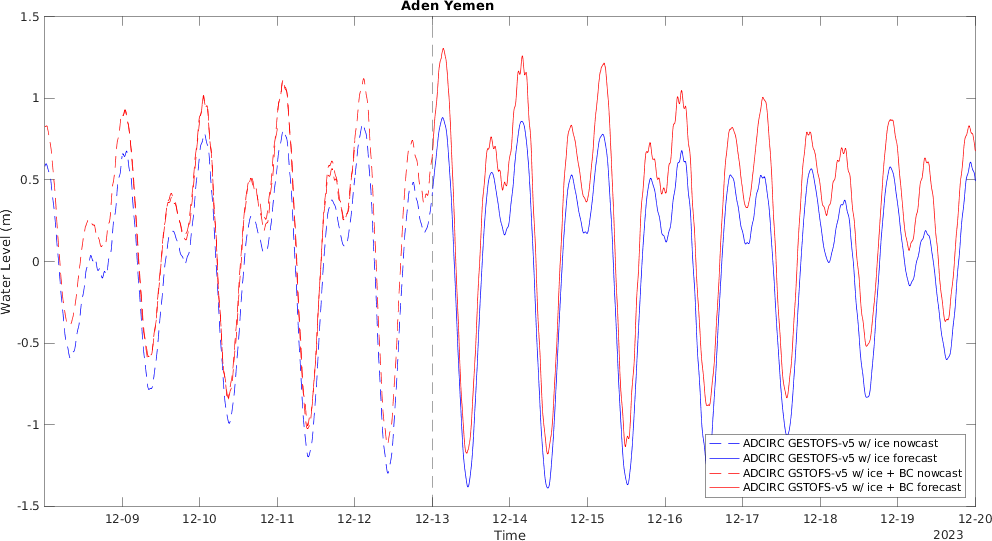 Aden Yemen
1.5
1
0.5
0
-0.5
-1
-1.5
Water Level (m)
12-09 12-10 12-11 12-12 12-13 12-14 12-15 12-16 12-17 12-18 12-19 12-20
Time
2023
ADCIRC GESTOFS-v5 w/ ice nowcast
ADCIRC GESTOFS-v5 w/ ice forecast
ADCIRC GSTOFS-v5 w/ ice + BC nowcast
ADCIRC GSTOFS-v5 w/ ice + BC forecast